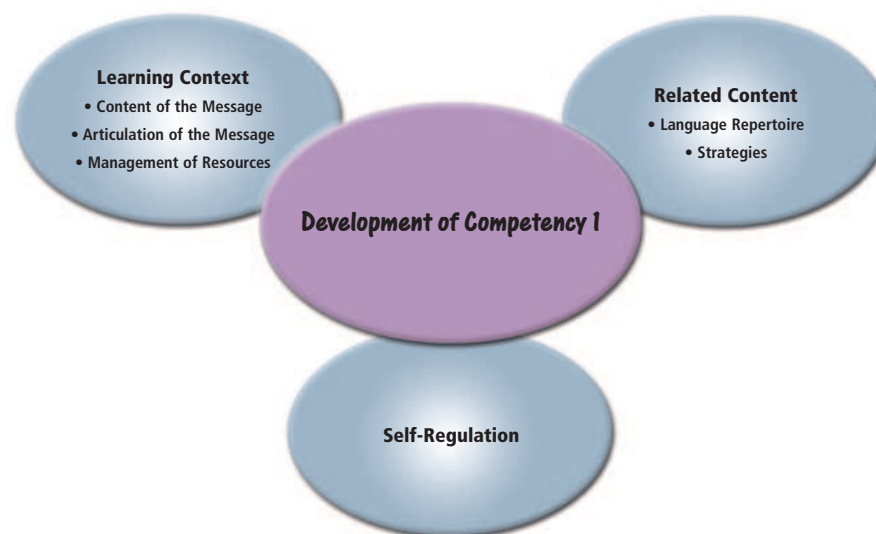 Learning Context
• Content of the Message
• Articulation of the Message
• Management of Resources
Related Content
• Language Repertoire
• Strategies
Development of Competency 1
Self-Regulation